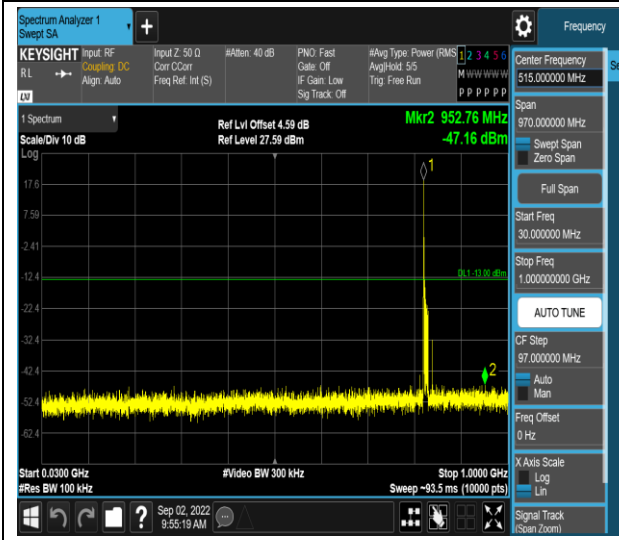 Spectrum Analyzer 1
Swept SA
+
Frequency
KEYSIGHT
RL
LXI
Input: RF
Coupling: DC
Align: Auto
Input Z: 50 Ω
Corr CCorr
Freq Ref: Int (S)
#Atten: 40 dB
PNO: Fast
Gate: Off
IF Gain: Low
Sig Track: Off
#Avg Type: Power (RMS
Avg|Hold: 5/5
Trig: Free Run
1 2 3 4 5 6
M W W W W W
P P P P P P
1 Spectrum
Scale/Div 10 dB
Log
Ref Lvl Offset 4.59 dB
Ref Level 27.59 dBm
Mkr2 952.76 MHz
-47.16 dBm
1
17.6
7.59
-2.41
-12.4
DL1 -13.00 dBm
-22.4
-32.4
-42.4
2
-52.4
-62.4
Start 0.0300 GHz
#Res BW 100 kHz
#Video BW 300 kHz
Stop 1.0000 GHz
Sweep ~93.5 ms (10000 pts)
?
Sep 02, 2022
9:55:19 AM
Center Frequency
515.000000 MHz
Se
Span
970.000000 MHz
Swept Span
Zero Span
Full Span
Start Freq
30.000000 MHz
Stop Freq
1.000000000 GHz
AUTO TUNE
CF Step
97.000000 MHz
Auto
Man
Freq Offset
0 Hz
X Axis Scale
Log
Lin
Signal Track
(Span Zoom)